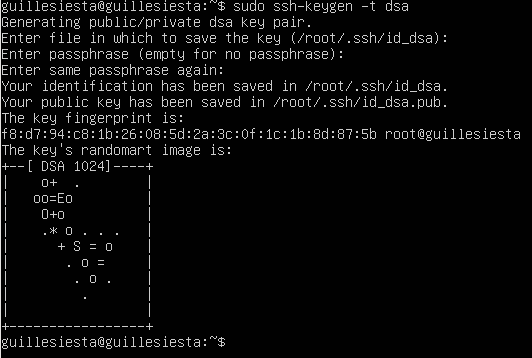 guillesiesta@guillesiesta:~$ sudo ssh-keygen -t dsa
Generating public/private dsa key pair.
Enter file in which to save the key (/root/.ssh/id_dsa):
Enter passphrase (empty for no passphrase):
Enter same passphrase again:
Your identification has been saved in /root/.ssh/id_dsa.
Your public key has been saved in /root/.ssh/id_dsa.pub.
The key fingerprint is:
f8:d7:94:c8:1b:26:08:5d:2a:3c:0f:1c:1b:8d:87:5b root@guillesiesta
The key's randomart image is:
+--[ DSA 1024]----+
|    o+  .        |
|   oo=Eo         |
|    O+o          |
|    .* o . . .   |
|      + S = o    |
|       . o =     |
|        . o .    |
|         .       |
|                 |
+-----------------+
guillesiesta@guillesiesta:~$